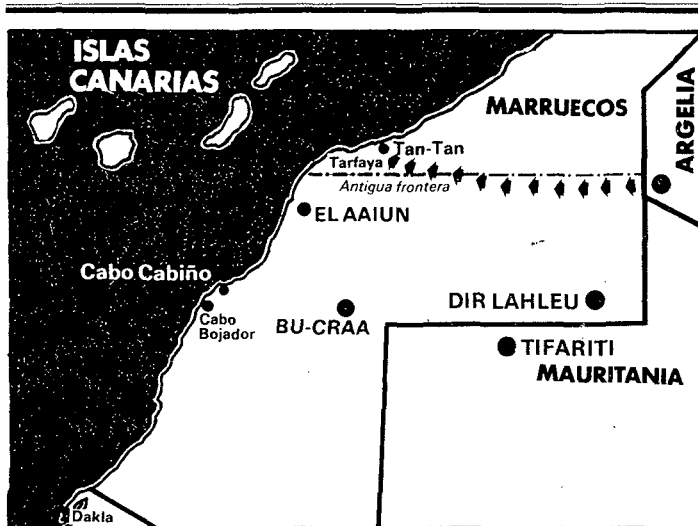 ISLAS
CANARIAS
MARRUECOS
ARGELIA
Tan-Tan
Tarfaya
Antigua frontera
EL AAIUN
Cabo Cabiño
Cabo
Bojador
BU-CRAA
DIR LAHLEU
TIFARITI
MAURITANIA
Dakla